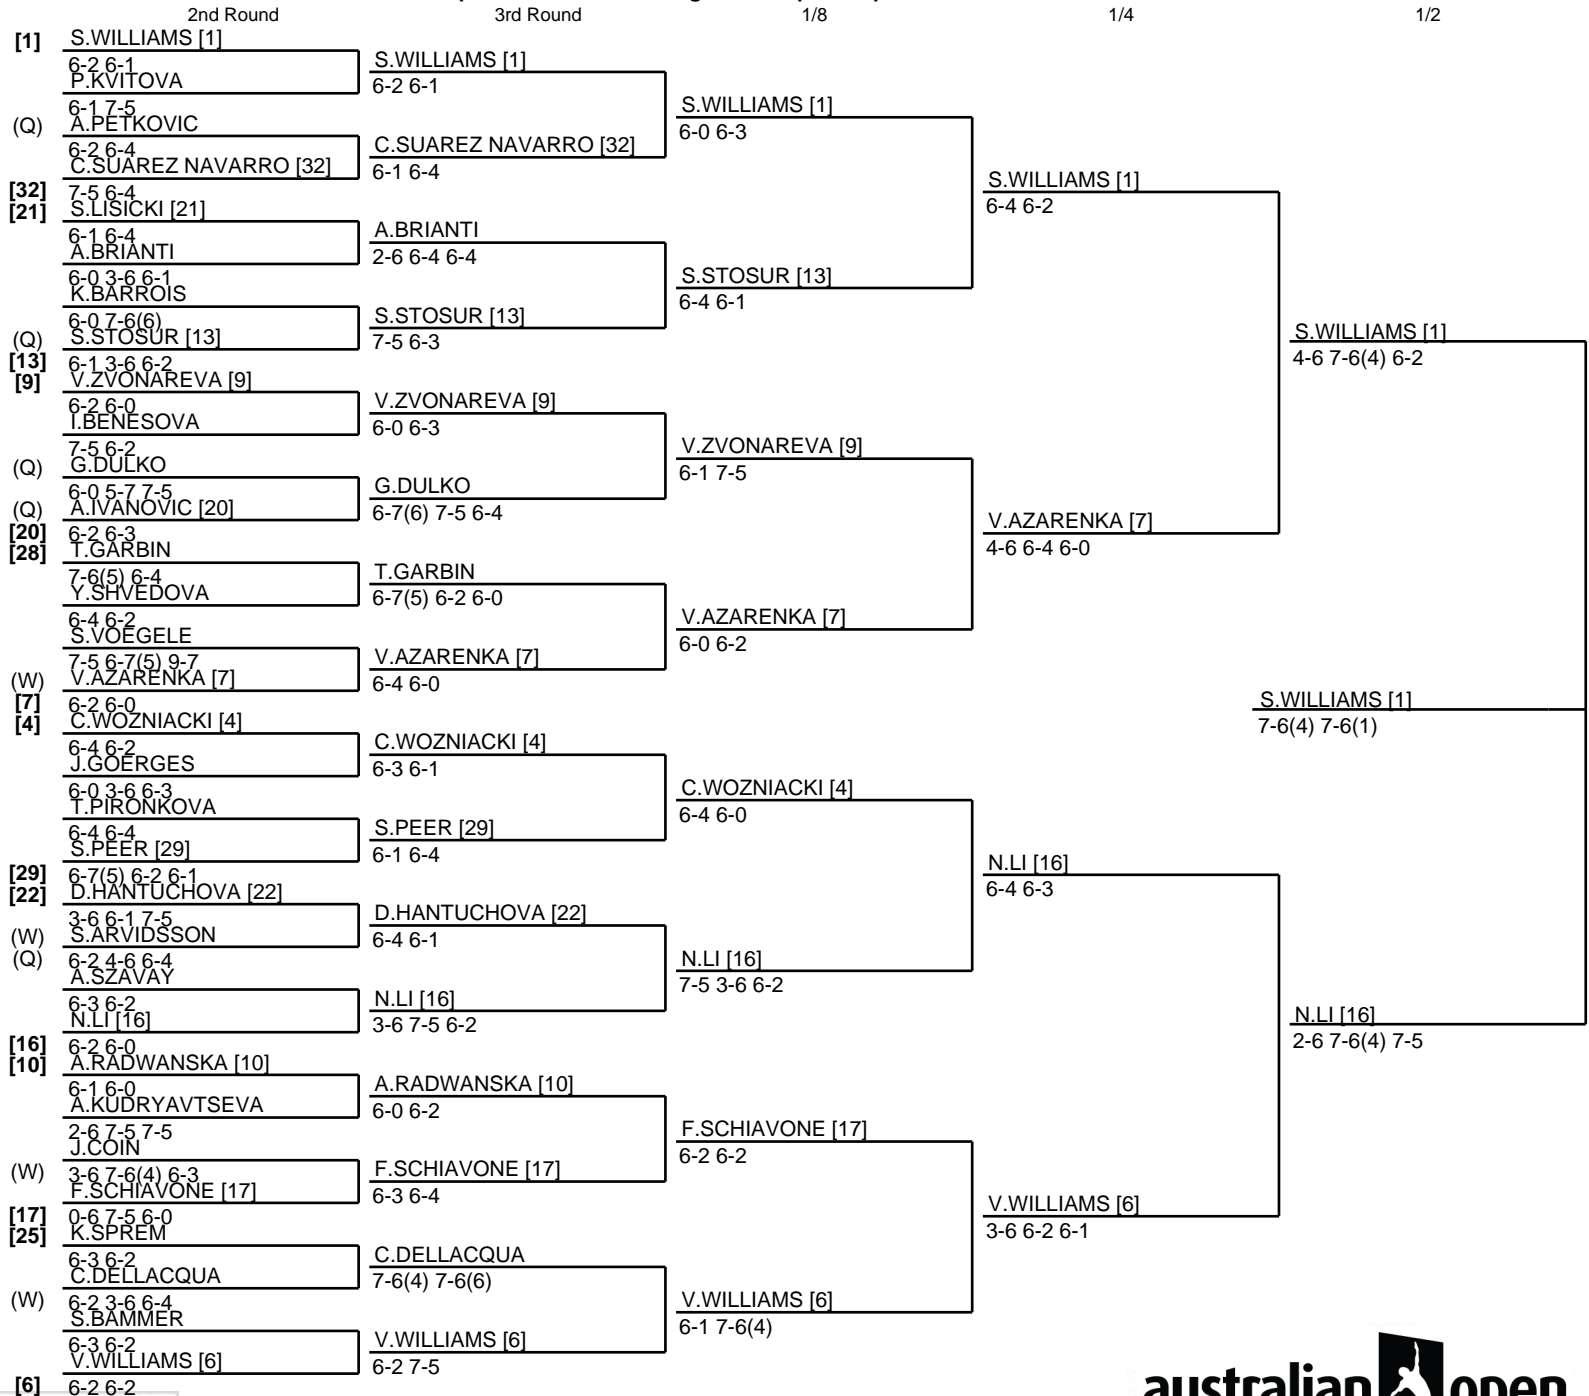 2nd Round 3rd Round 1/8 1/4 1/2
[1] S.WILLIAMS [1]
6-2 6-1
P.KVITOVA
6-1 7-5
(Q) A.PETKOVIC
6-2 6-4
C.SUAREZ NAVARRO [32]
[32] 7-5 6-4
[21] S.LISICKI [21]
6-1 6-4
A.BRIANTI
6-0 3-6 6-1
K.BARROIS
6-0 7-6(6)
(Q) S.STOSUR [13]
[13] 6-1 3-6 6-2
[9] V.ZVONAREVA [9]
6-2 6-0
I.BENESOVA
7-5 6-2
(Q) G.DULKO
6-0 5-7 7-5
(Q) A.IVANOVIC [20]
[20] 6-2 6-3
[28] T.GARBIN
7-6(5) 6-4
Y.SHVEDOVA
6-4 6-2
S.VOEGELE
7-5 6-7(5) 9-7
(W) V.AZARENKA [7]
[7] 6-2 6-0
[4] C.WOZNIACKI [4]
6-4 6-2
J.GOERGES
6-0 3-6 6-3
T.PIRONKOVA
6-4 6-4
S.PEER [29]
[29] 6-7(5) 6-2 6-1
[22] D.HANTUCHOVA [22]
3-6 6-1 7-5
(W) S.ARVIDSSON
(Q) 6-2 4-6 6-4
A.SZAVAY
6-3 6-2
N.LI [16]
[16] 6-2 6-0
[10] A.RADWANSKA [10]
6-1 6-0
A.KUDRYAVTSEVA
2-6 7-5 7-5
J.COIN
(W) 3-6 7-6(4) 6-3
F.SCHIAVONE [17]
[17] 0-6 7-5 6-0
[25] K.SPREM
6-3 6-2
C.DELLACQUA
(W) 6-2 3-6 6-4
S.BAMMER
6-3 6-2
V.WILLIAMS [6]
[6] 6-2 6-2
S.WILLIAMS [1]
6-2 6-1
C.SUAREZ NAVARRO [32]
6-1 6-4
A.BRIANTI
2-6 6-4 6-4
S.STOSUR [13]
7-5 6-3
V.ZVONAREVA [9]
6-0 6-3
G.DULKO
6-7(6) 7-5 6-4
T.GARBIN
6-7(5) 6-2 6-0
V.AZARENKA [7]
6-4 6-0
C.WOZNIACKI [4]
6-3 6-1
S.PEER [29]
6-1 6-4
D.HANTUCHOVA [22]
6-4 6-1
N.LI [16]
3-6 7-5 6-2
A.RADWANSKA [10]
6-0 6-2
F.SCHIAVONE [17]
6-3 6-4
C.DELLACQUA
7-6(4) 7-6(6)
V.WILLIAMS [6]
6-2 7-5
S.WILLIAMS [1]
6-0 6-3
S.STOSUR [13]
6-4 6-1
V.ZVONAREVA [9]
6-1 7-5
V.AZARENKA [7]
6-0 6-2
C.WOZNIACKI [4]
6-4 6-0
N.LI [16]
7-5 3-6 6-2
F.SCHIAVONE [17]
6-2 6-2
V.WILLIAMS [6]
6-1 7-6(4)
S.WILLIAMS [1]
6-4 6-2
V.AZARENKA [7]
4-6 6-4 6-0
N.LI [16]
6-4 6-3
V.WILLIAMS [6]
3-6 6-2 6-1
S.WILLIAMS [1]
4-6 7-6(4) 6-2
N.LI [16]
2-6 7-6(4) 7-5
S.WILLIAMS [1]
7-6(4) 7-6(1)
australian open